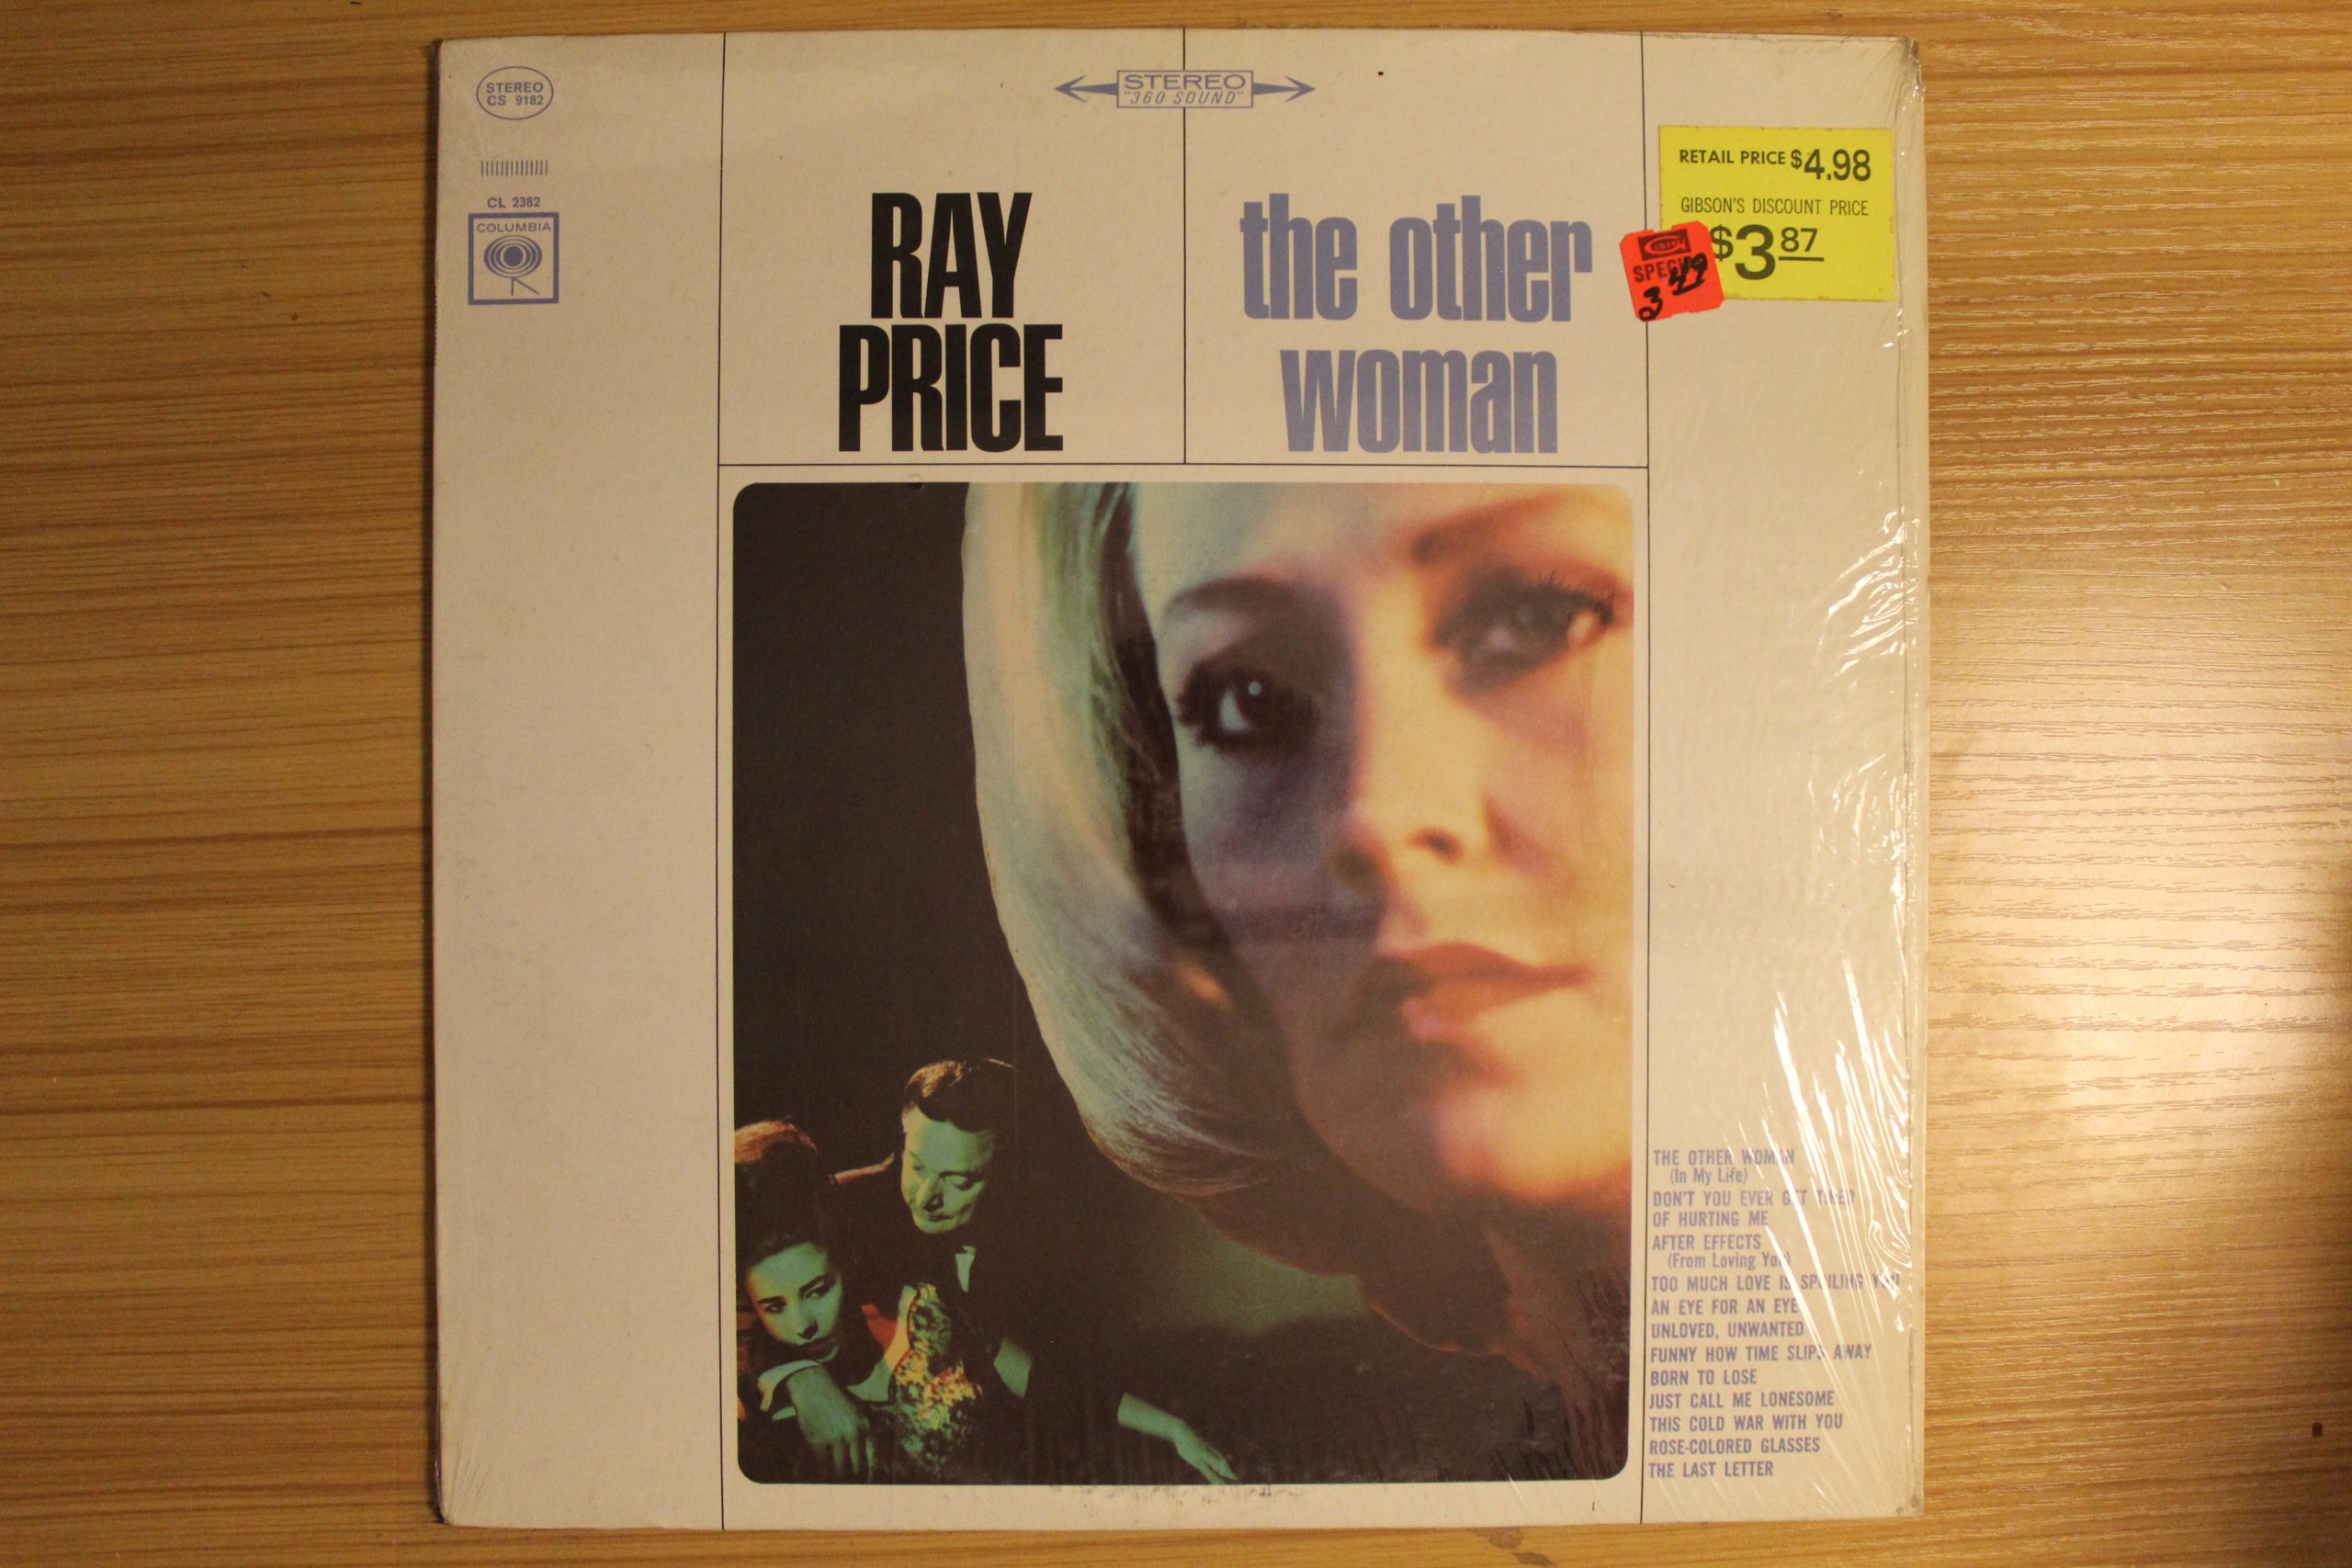 STEREO
CS 9182
CL 2382
COLUMBIA
STEREO
"360 SOUND"
RAY
PRICE
the other
woman
RETAIL PRICE $4.98
GIBSON'S DISCOUNT PRICE
$3 87
SPECIAL
3 49
THE OTHER WOMAN
(In My Life)
DON'T YOU EVER GET TIRED
OF HURTING ME
AFTER EFFECTS
(From Loving You)
TOO MUCH LOVE IS SPOILING YOU
AN EYE FOR AN EYE
UNLOVED, UNWANTED
FUNNY HOW TIME SLIPS AWAY
BORN TO LOSE
JUST CALL ME LONESOME
THIS COLD WAR WITH YOU
ROSE-COLORED GLASSES
THE LAST LETTER